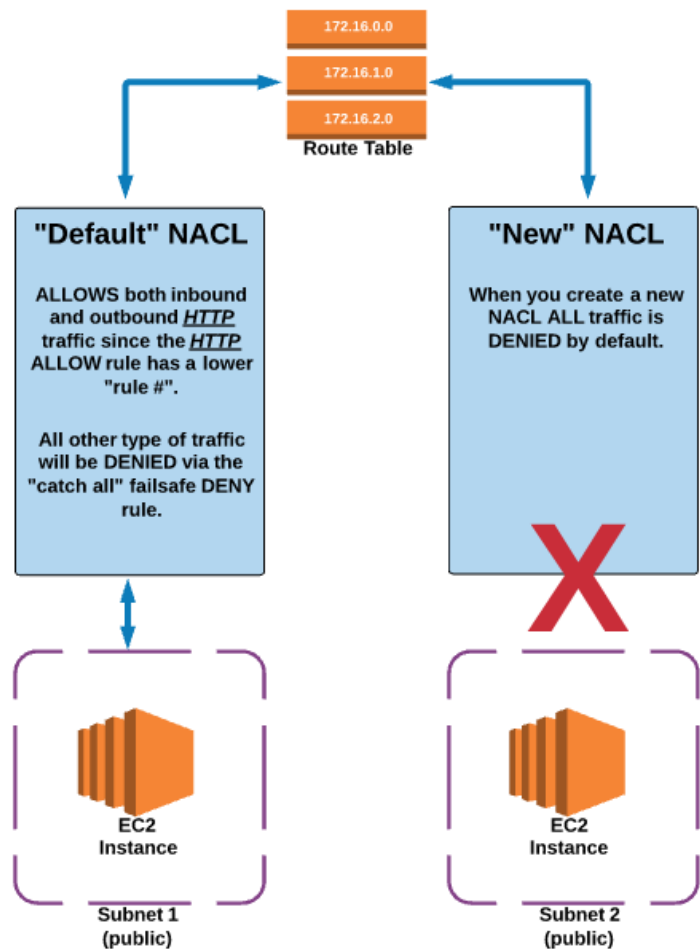 172.16.0.0
172.16.1.0
172.16.2.0
Route Table
"Default" NACL
ALLOWS both inbound
and outbound HTTP
traffic since the HTTP
ALLOW rule has a lower
"rule #".
All other type of traffic
will be DENIED via the
"catch all" failsafe DENY
rule.
"New" NACL
When you create a new
NACL ALL traffic is
DENIED by default.
X
EC2
Instance
Subnet 1
(public)
EC2
Instance
Subnet 2
(public)